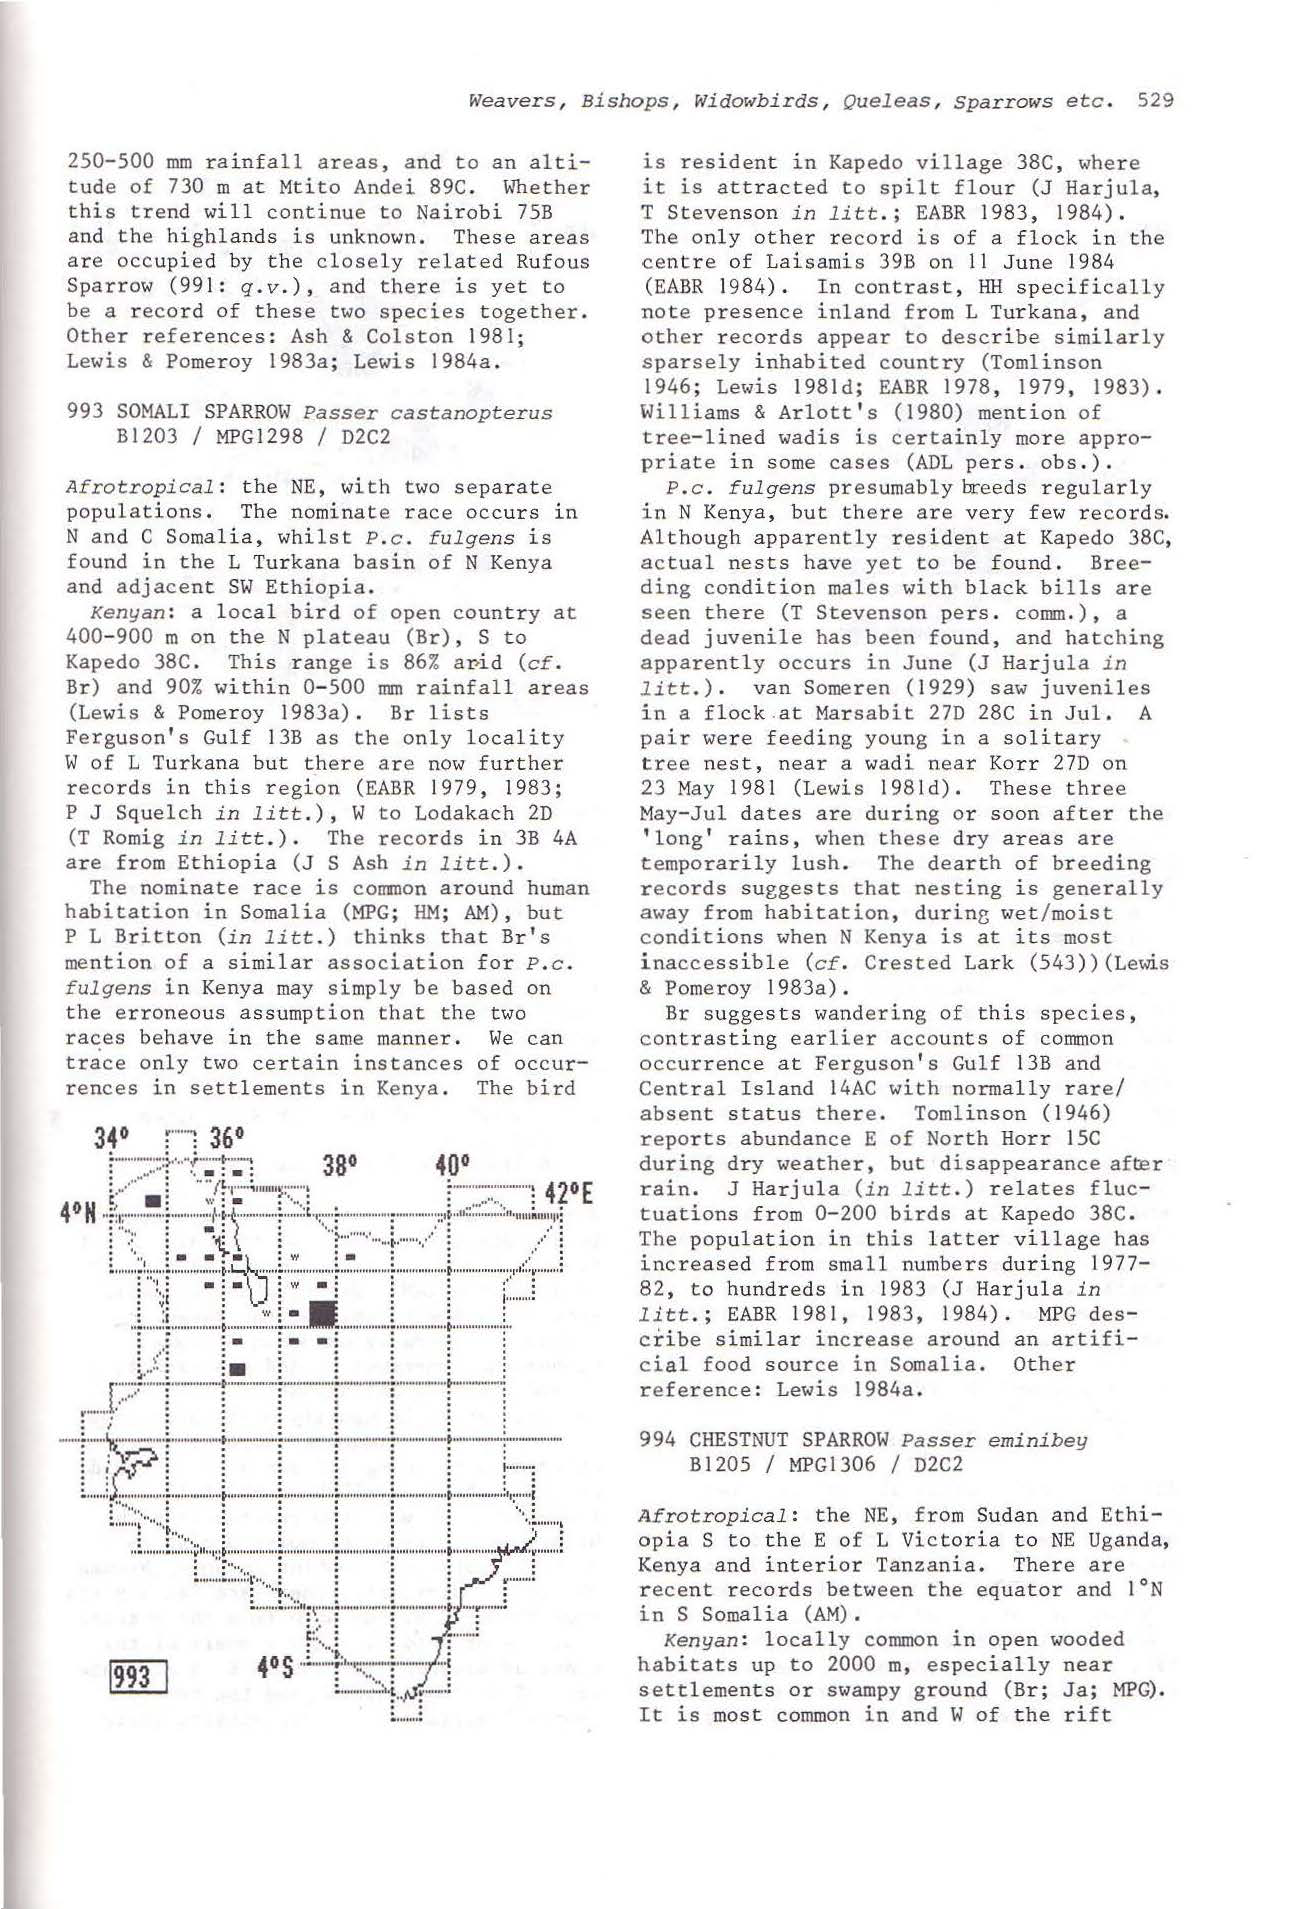 Weavers, Bishops, Widowbirds, Queleas, Sparrows etc. 529
250-500 mm rainfall areas, and to an alti-
tude of 730 m at Mtito Andei 89C. Whether
this trend will continue to Nairobi 75B
and the highlands is unknown. These areas
are occupied by the closely related Rufous
Sparrow (991: q.v.), and there is yet to
be a record of these two species together.
Other references: Ash & Colston 1981;
Lewis & Pomeroy 1983a; Lewis 1984a.
993 SOMALI SPARROW Passer castanopterus
B1203 / MPG1298 / D2C2
Afrotropical: the NE, with two separate
populations. The nominate race occurs in
N and C Somalia, whilst P.c. fulgens is
found in the L Turkana basin of N Kenya
and adjacent SW Ethiopia.
Kenyan: a local bird of open country at
400-900 m on the N plateau (Br), S to
Kapedo 38C. This range is 86% arid (cf.
Br) and 90% within 0-500 mm rainfall areas
(Lewis & Pomeroy 1983a). Br lists
Ferguson's Gulf 13B as the only locality
W of L Turkana but there are now further
records in this region (EABR 1979, 1983;
P J Squelch in litt.), W to Lodakach 2D
(T Romig in litt.). The records in 3B 4A
are from Ethiopia (J S Ash in litt.).
The nominate race is common around human
habitation in Somalia (MPG; HM; AM), but
P L Britton (in litt.) thinks that Br's
mention of a similar association for P.c.
fulgens in Kenya may simply be based on
the erroneous assumption that the two
races behave in the same manner. We can
trace only two certain instances of occur-
rences in settlements in Kenya. The bird
34° 36°
38° 40°
42°E
4°N
4°S
993
is resident in Kapedo village 38C, where
it is attracted to spilt flour (J Harjula,
T Stevenson in litt.; EABR 1983, 1984).
The only other record is of a flock in the
centre of Laisamis 39B on 11 June 1984
(EABR 1984). In contrast, HH specifically
note presence inland from L Turkana, and
other records appear to describe similarly
sparsely inhabited country (Tomlinson
1946; Lewis 1981d; EABR 1978, 1979, 1983).
Williams & Arlott's (1980) mention of
tree-lined wadis is certainly more appro-
priate in some cases (ADL pers. obs.).
P.c. fulgens presumably breeds regularly
in N Kenya, but there are very few records.
Although apparently resident at Kapedo 38C,
actual nests have yet to be found. Bree-
ding condition males with black bills are
seen there (T Stevenson pers. comm.), a
dead juvenile has been found, and hatching
apparently occurs in June (J Harjula in
litt.). van Someren (1929) saw juveniles
in a flock at Marsabit 27D 28C in Jul. A
pair were feeding young in a solitary
tree nest, near a wadi near Korr 27D on
23 May 1981 (Lewis 1981d). These three
May-Jul dates are during or soon after the
'long' rains, when these dry areas are
temporarily lush. The dearth of breeding
records suggests that nesting is generally
away from habitation, during wet/moist
conditions when N Kenya is at its most
inaccessible (cf. Crested Lark (543))(Lewis
& Pomeroy 1983a).
Br suggests wandering of this species,
contrasting earlier accounts of common
occurrence at Ferguson's Gulf 13B and
Central Island 14AC with normally rare/
absent status there. Tomlinson (1946)
reports abundance E of North Horr 15C
during dry weather, but disappearance after
rain. J Harjula (in litt.) relates fluc-
tuations from 0-200 birds at Kapedo 38C.
The population in this latter village has
increased from small numbers during 1977-
82, to hundreds in 1983 (J Harjula in
litt.; EABR 1981, 1983, 1984). MPG des-
cribe similar increase around an artifi-
cial food source in Somalia. Other
reference: Lewis 1984a.
994 CHESTNUT SPARROW Passer eminibey
B1205 / MPG1306 / D2C2
Afrotropical: the NE, from Sudan and Ethi-
opia S to the E of L Victoria to NE Uganda,
Kenya and interior Tanzania. There are
recent records between the equator and 1°N
in S Somalia (AM).
Kenyan: locally common in open wooded
habitats up to 2000 m, especially near
settlements or swampy ground (Br; Ja; MPG).
It is most common in and W of the rift